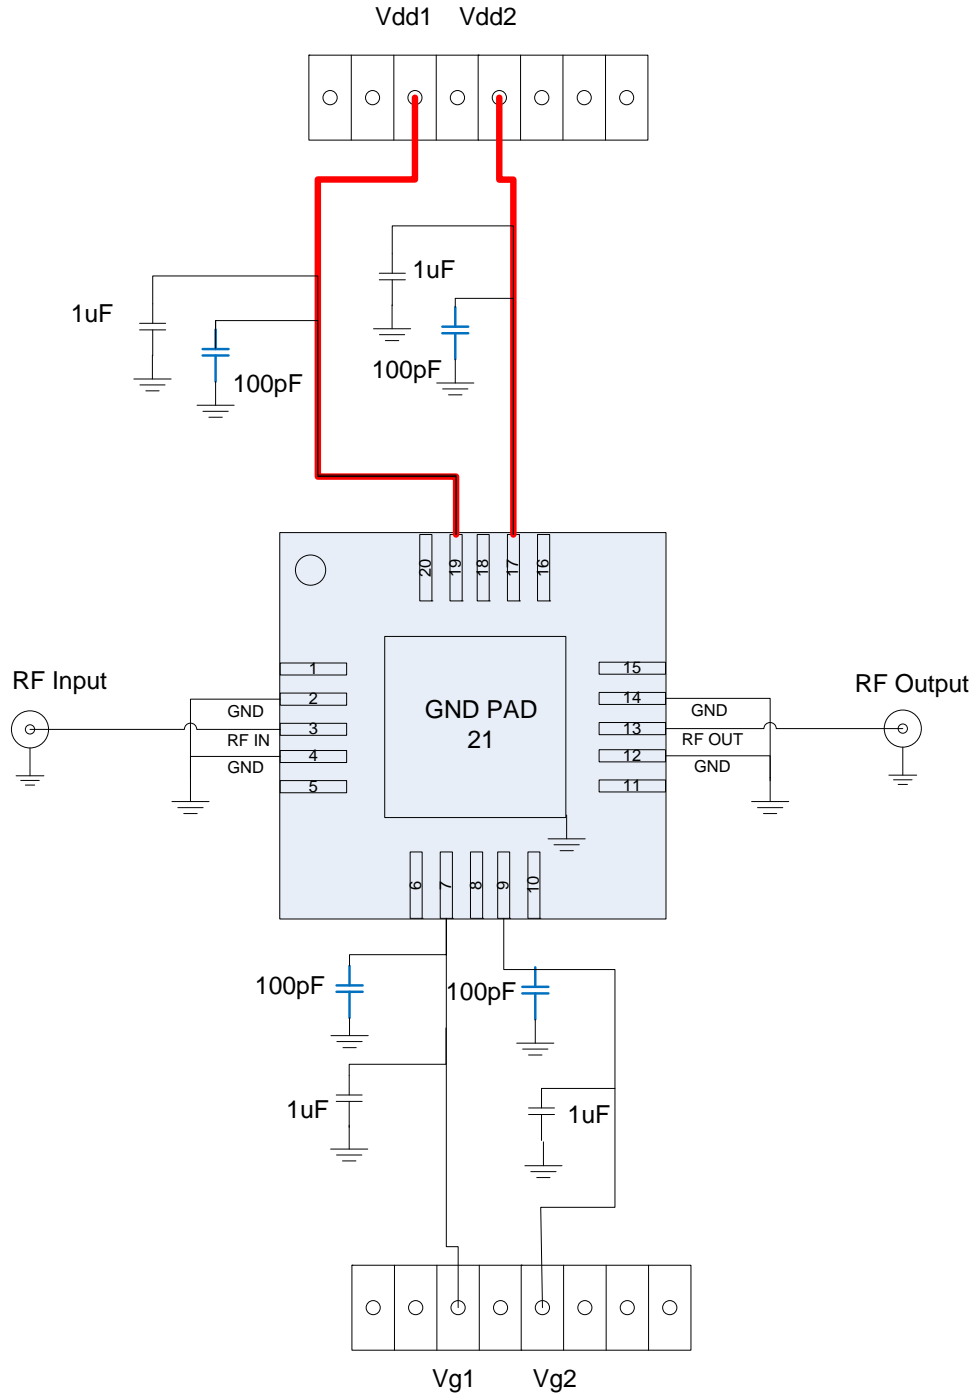 Vdd1 Vdd2
1uF
1uF
100pF
100pF
20 19 18 17 16
1
2
3
4
5
15
14
13
12
11
RF Input
GND
RF IN
GND
GND PAD
21
RF Output
GND
RF OUT
GND
6 7 8 9 10
100pF
100pF
1uF
1uF
Vg1 Vg2